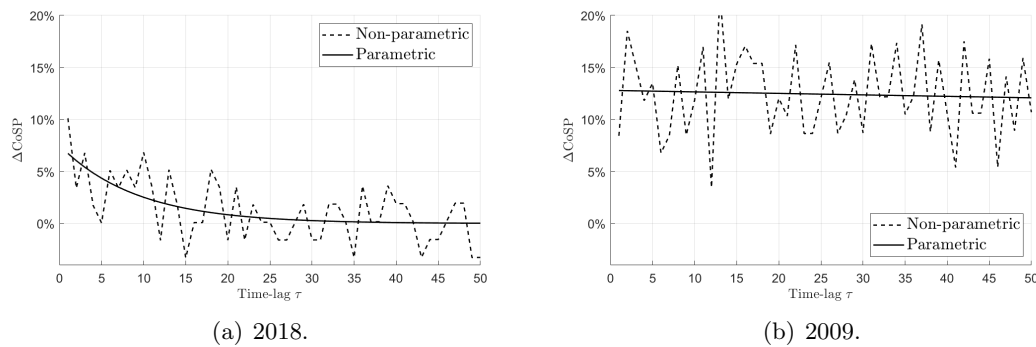 20%
15%
10%
5%
0%
ΔCoSP
Non-parametric
Parametric
0 5 10 15 20 25 30 35 40 45 50
Time-lag τ
(a) 2018.
20%
15%
10%
5%
0%
ΔCoSP
Non-parametric
Parametric
0 5 10 15 20 25 30 35 40 45 50
Time-lag τ
(b) 2009.